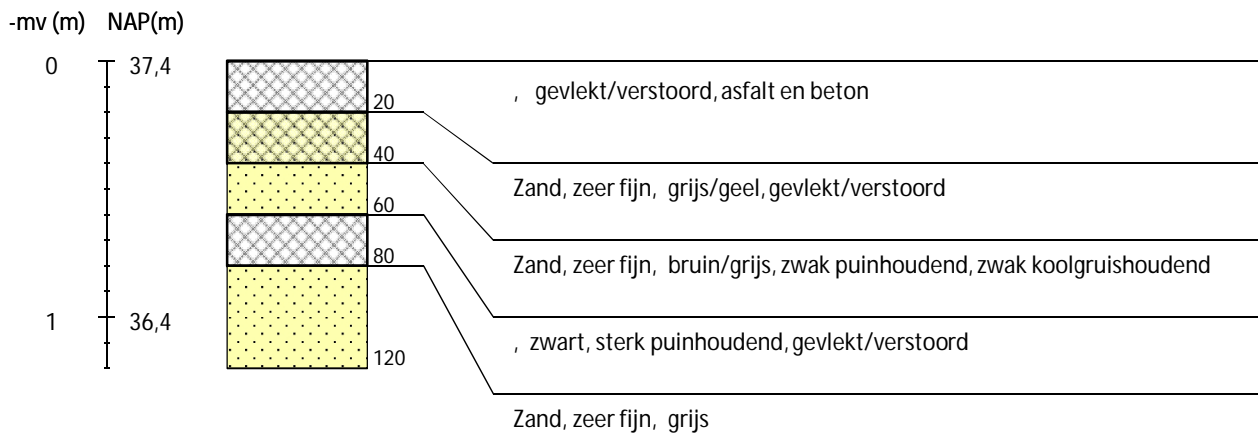 -mv (m) NAP(m)
0 37,4
, gevlekt/verstoord, asfalt en beton
20
40
Zand, zeer fijn, grijs/geel, gevlekt/verstoord
60
80
Zand, zeer fijn, bruin/grijs, zwak puinhoudend, zwak koolgruishoudend
1 36,4
, zwart, sterk puinhoudend, gevlekt/verstoord
120
Zand, zeer fijn, grijs